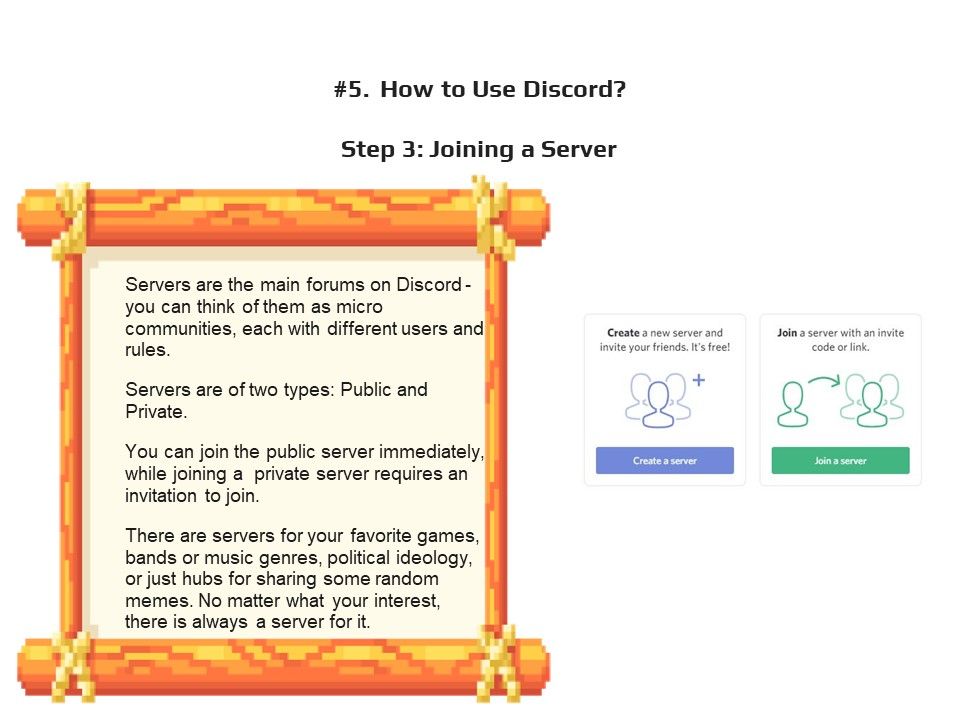 #5. How to Use Discord?
Step 3: Joining a Server
Servers are the main forums on Discord -
you can think of them as micro
communities, each with different users and
rules.
Servers are of two types: Public and
Private.
You can join the public server immediately,
while joining a private server requires an
invitation to join.
There are servers for your favorite games,
bands or music genres, political ideology,
or just hubs for sharing some random
memes. No matter what your interest,
there is always a server for it.
Create a new server and
invite your friends. It's free!
Create a server
Join a server with an invite
code or link.
Join a server